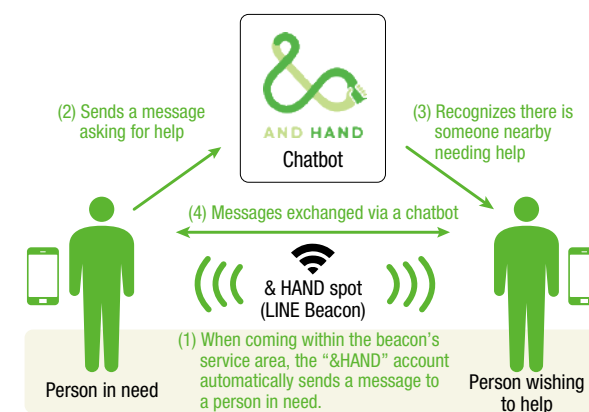 AND HAND
Chatbot
(2) Sends a message
asking for help
(3) Recognizes there is
someone nearby
needing help
(4) Messages exchanged via a chatbot
& HAND spot
(LINE Beacon)
(1) When coming within the beacon's
service area, the “&HAND” account
automatically sends a message to
a person in need.
Person in need
Person wishing
to help